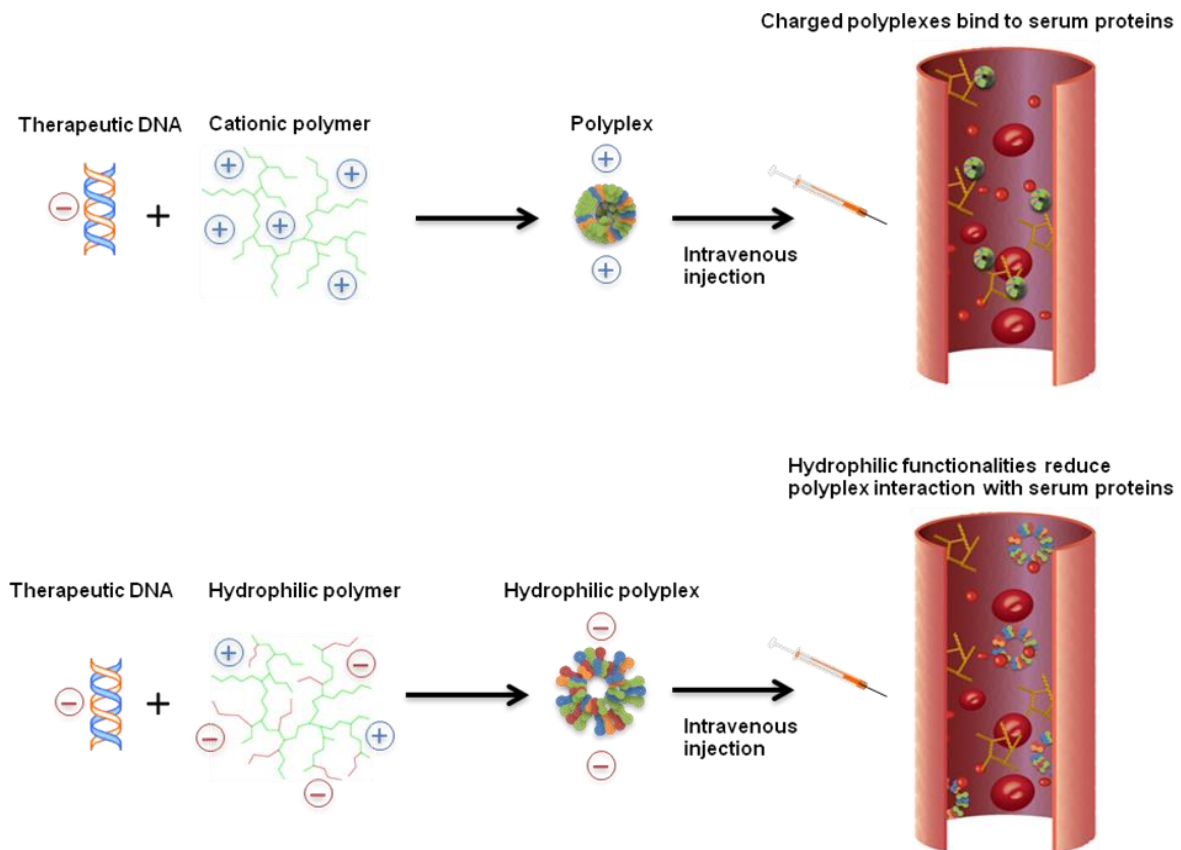 Charged polyplexes bind to serum proteins
Therapeutic DNA
Cationic polymer
Polyplex
Intravenous
injection
Hydrophilic functionalities reduce
polyplex interaction with serum proteins
Therapeutic DNA
Hydrophilic polymer
Hydrophilic polyplex
Intravenous
injection